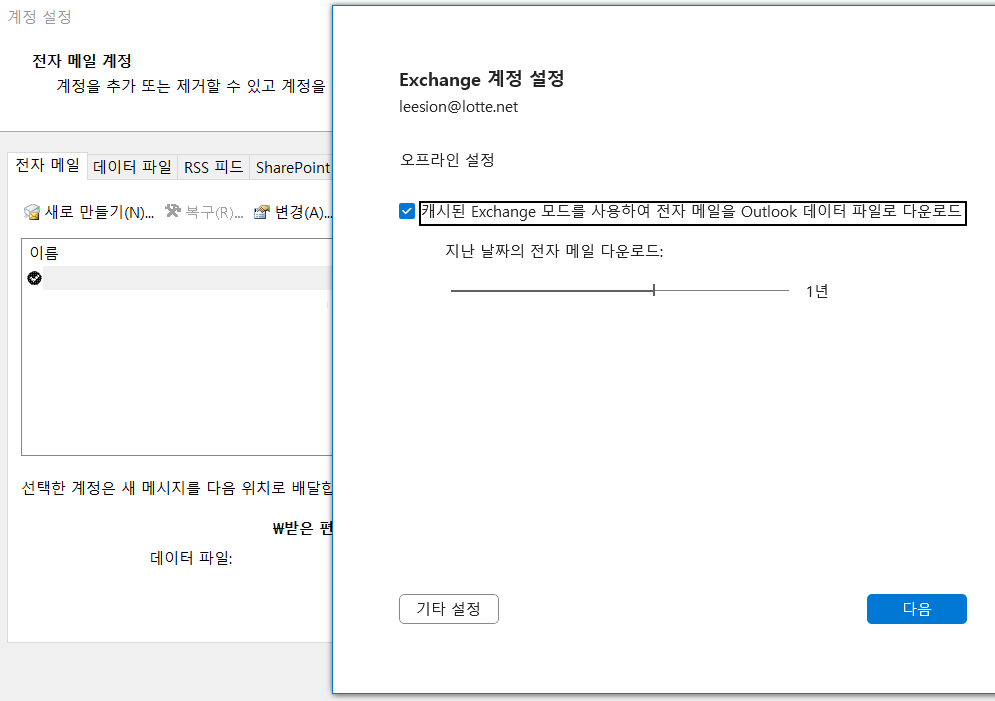 계정 설정
전자 메일 계정
계정을 추가 또는 제거할 수 있고 계정을
전자 메일 데이터 파일 RSS 피드 SharePoint
새로 만들기(N)... 복구(R)... 변경(A)...
이름
선택한 계정은 새 메시지를 다음 위치로 배달합
₩받은 편
데이터 파일:
Exchange 계정 설정
leesion@lotte.net
오프라인 설정
캐시된 Exchange 모드를 사용하여 전자 메일을 Outlook 데이터 파일로 다운로드
지난 날짜의 전자 메일 다운로드:
1년
기타 설정
다음